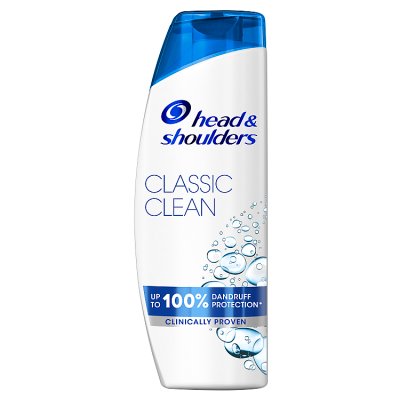 head&
shoulders
CLASSIC
CLEAN
UP TO 100% DANDRUFF PROTECTION*
CLINICALLY PROVEN